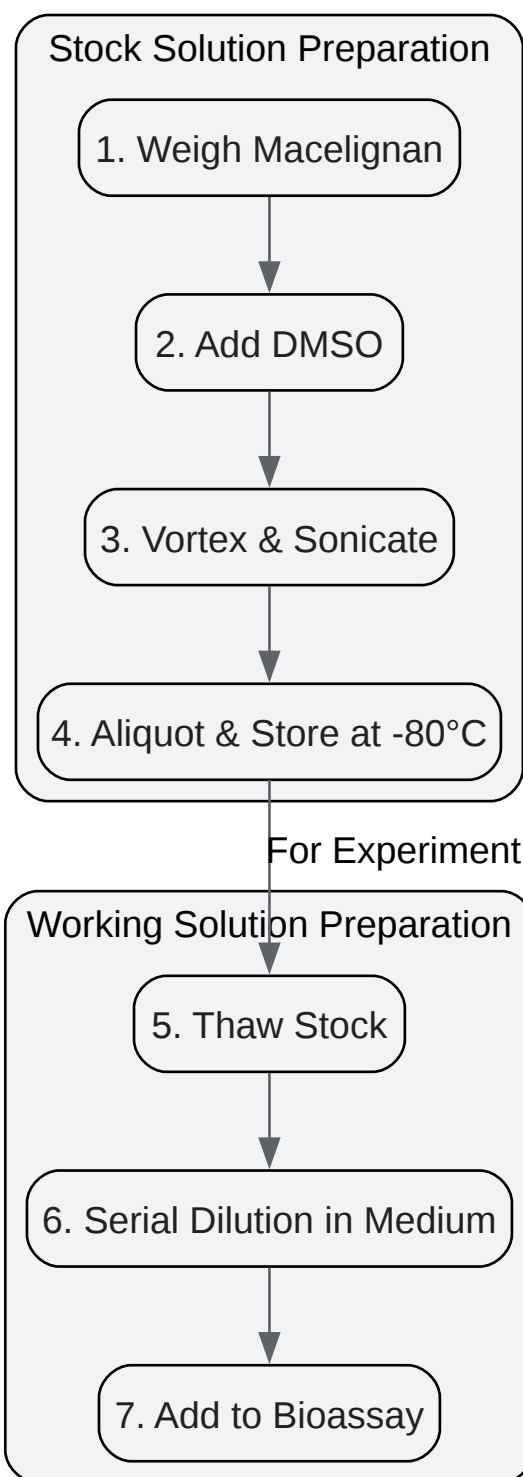 Stock Solution Preparation
1. Weigh Macelignan
2. Add DMSO
3. Vortex & Sonicate
4. Aliquot & Store at -80°C
For Experiment
Working Solution Preparation
5. Thaw Stock
6. Serial Dilution in Medium
7. Add to Bioassay